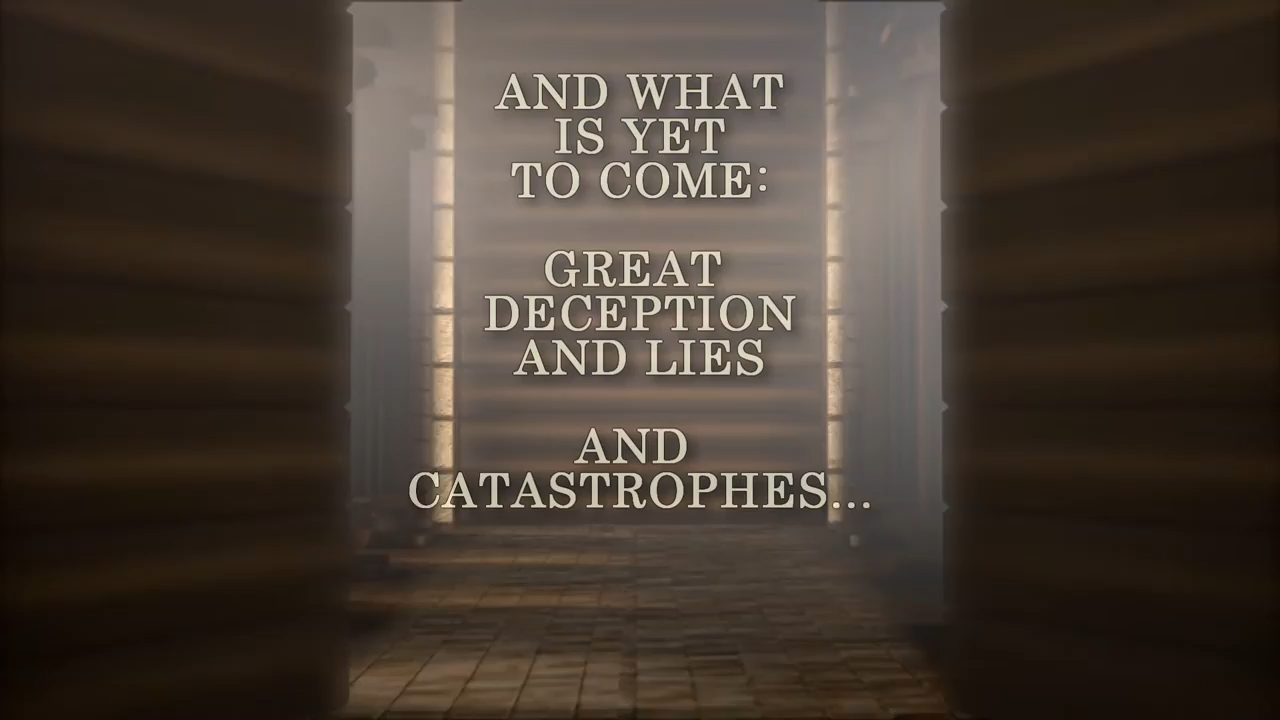 AND WHAT
IS YET
TO COME:
GREAT
DECEPTION
AND LIES
AND
CATASTROPHES...